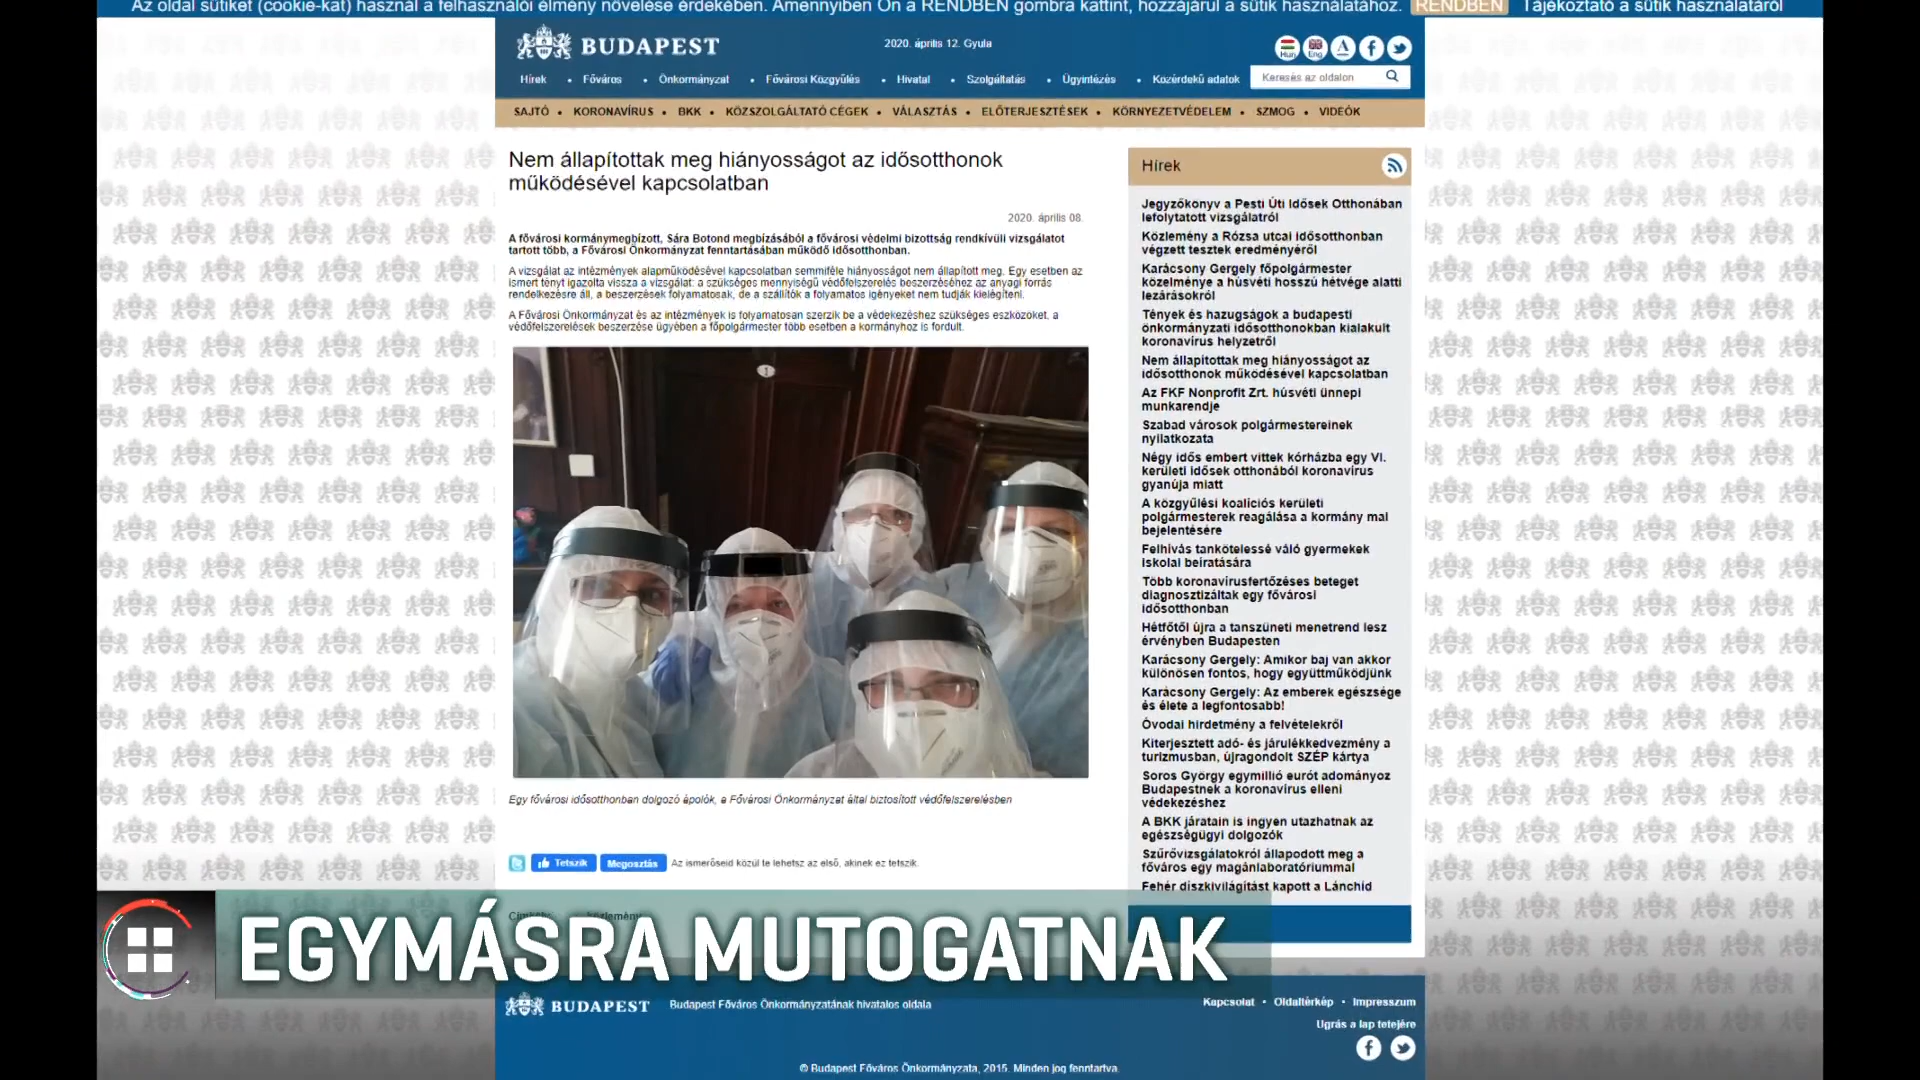 Az oldal sütiket (cookie-kat) használ a felhasználói élmény növelése érdekében. Amennyiben Ön a RENDBEN gombra kattint, hozzájárul a sütik használatához. RENDBEN Tájékoztató a sütik használatáról
BUDAPEST
2020. április 12. Gyula
Hun Eng A
Hírek • Főváros • Önkormányzat • Fővárosi Közgyűlés • Hivatal • Szolgáltatás • Ügyintézés • Közérdekű adatok
Keresés az oldalon
SAJTÓ • KORONAVÍRUS • BKK • KÖZSZOLGÁLTATÓ CÉGEK • VÁLASZTÁS • ELŐTERJESZTÉSEK • KÖRNYEZETVÉDELEM • SZMOG • VIDEÓK
Nem állapítottak meg hiányosságot az idősotthonok
működésével kapcsolatban
2020. április 08.
A fővárosi kormánymegbízott, Sára Botond megbízásából a fővárosi védelmi bizottság rendkívüli vizsgálatot
tartott több, a Fővárosi Önkormányzat fenntartásában működő idősotthonban.
A vizsgálat az intézmények alapműködésével kapcsolatban semmiféle hiányosságot nem állapított meg. Egy esetben az
ismert tényt igazolta vissza a vizsgálat: a szükséges mennyiségű védőfelszerelés beszerzéséhez az anyagi forrás
rendelkezésre áll, a beszerzések folyamatosak, de a szállítók a folyamatos igényeket nem tudják kielégíteni.
A Fővárosi Önkormányzat és az intézmények is folyamatosan szerzik be a védekezéshez szükséges eszközöket, a
védőfelszerelések beszerzése ügyében a főpolgármester több esetben a kormányhoz is fordult.
1
Egy fővárosi idősotthonban dolgozó ápolók, a Fővárosi Önkormányzat által biztosított védőfelszerelésben
Tetszik Megosztás Az ismerőseid közül te lehetsz az első, akinek ez tetszik.
Hírek
Jegyzőkönyv a Pesti Úti Idősek Otthonában
lefolytatott vizsgálatról
Közlemény a Rózsa utcai idősotthonban
végzett tesztek eredményéről
Karácsony Gergely főpolgármester
közelménye a húsvéti hosszú hétvége alatti
lezárásokról
Tények és hazugságok a budapesti
önkormányzati idősotthonokban kialakult
koronavírus helyzetről
Nem állapítottak meg hiányosságot az
idősotthonok működésével kapcsolatban
Az FKF Nonprofit Zrt. húsvéti ünnepi
munkarendje
Szabad városok polgármestereinek
nyilatkozata
Négy idős embert vittek kórházba egy VI.
kerületi idősek otthonából koronavírus
gyanúja miatt
A közgyűlési koalíciós kerületi
polgármesterek reagálása a kormány mai
bejelentésére
Felhívás tankötelessé váló gyermekek
iskolai beíratására
Több koronavírusfertőzéses beteget
diagnosztizáltak egy fővárosi
idősotthonban
Hétfőtől újra a tanszüneti menetrend lesz
érvényben Budapesten
Karácsony Gergely: Amikor baj van akkor
különösen fontos, hogy együttműködjünk
Karácsony Gergely: Az emberek egészsége
és élete a legfontosabb!
Óvodai hirdetmény a felvételekről
Kiterjesztett adó- és járulékkedvezmény a
turizmusban, újragondolt SZÉP kártya
Soros György egymillió eurót adományoz
Budapestnek a koronavírus elleni
védekezéshez
A BKK járatain is ingyen utazhatnak az
egészségügyi dolgozók
Szűrővizsgálatokról állapodott meg a
főváros egy magánlaboratóriummal
Fehér díszkivilágítást kapott a Lánchíd
közlemény
EGYMÁSRA MUTOGATNAK
BUDAPEST Budapest Főváros Önkormányzatának hivatalos oldala
Kapcsolat • Oldaltérkép • Impresszum
Ugrás a lap tetejére
© Budapest Főváros Önkormányzata, 2015. Minden jog fenntartva.